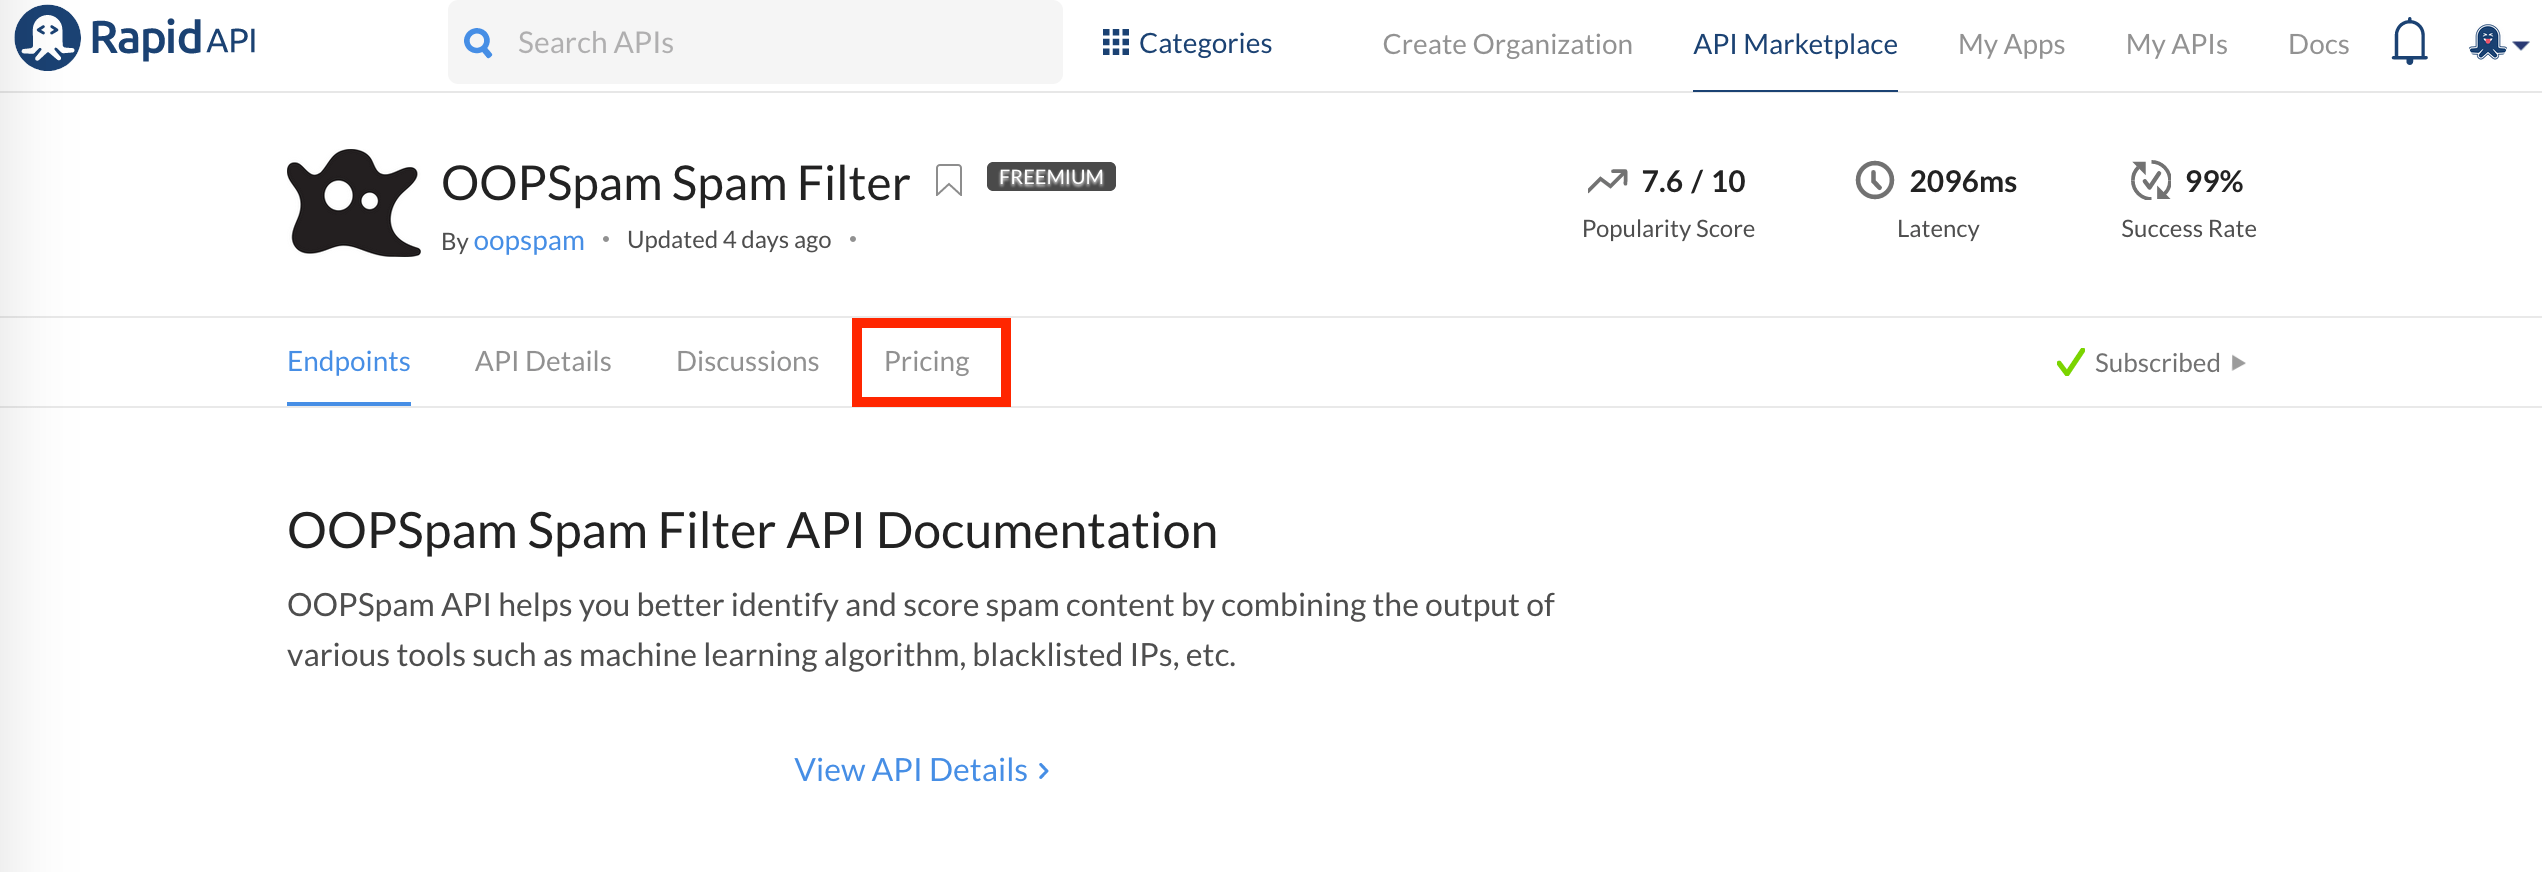 Rapid API
Search APIs
Categories
Create Organization
API Marketplace
My Apps
My APIs
Docs
OOPSpam Spam Filter
FREEMIUM
By oopspam • Updated 4 days ago •
7.6 / 10
Popularity Score
2096ms
Latency
99%
Success Rate
Endpoints
API Details
Discussions
Pricing
Subscribed
OOPSpam Spam Filter API Documentation
OOPSpam API helps you better identify and score spam content by combining the output of
various tools such as machine learning algorithm, blacklisted IPs, etc.
View API Details